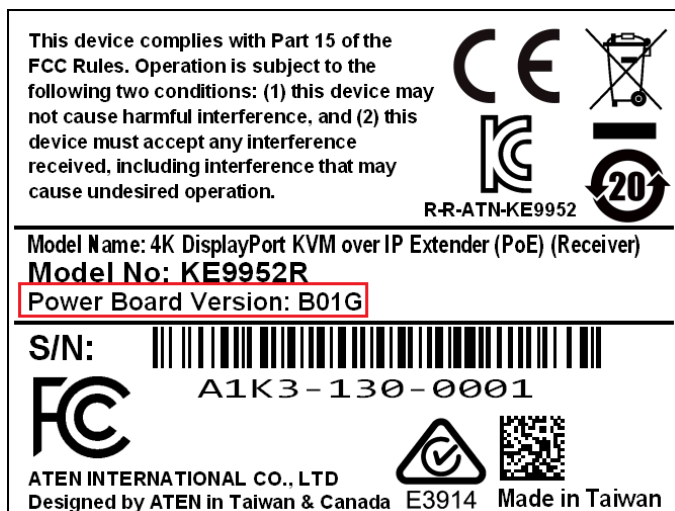 This device complies with Part 15 of the
FCC Rules. Operation is subject to the
following two conditions: (1) this device may
not cause harmful interference, and (2) this
device must accept any interference
received, including interference that may
cause undesired operation.
CE
KC
R-R-ATN-KE9952
20
Model Name: 4K DisplayPort KVM over IP Extender (PoE) (Receiver)
Model No: KE9952R
Power Board Version: B01G
S/N:
A1K3-130-0001
FC
ATEN INTERNATIONAL CO., LTD
Designed by ATEN in Taiwan & Canada
E3914
Made in Taiwan